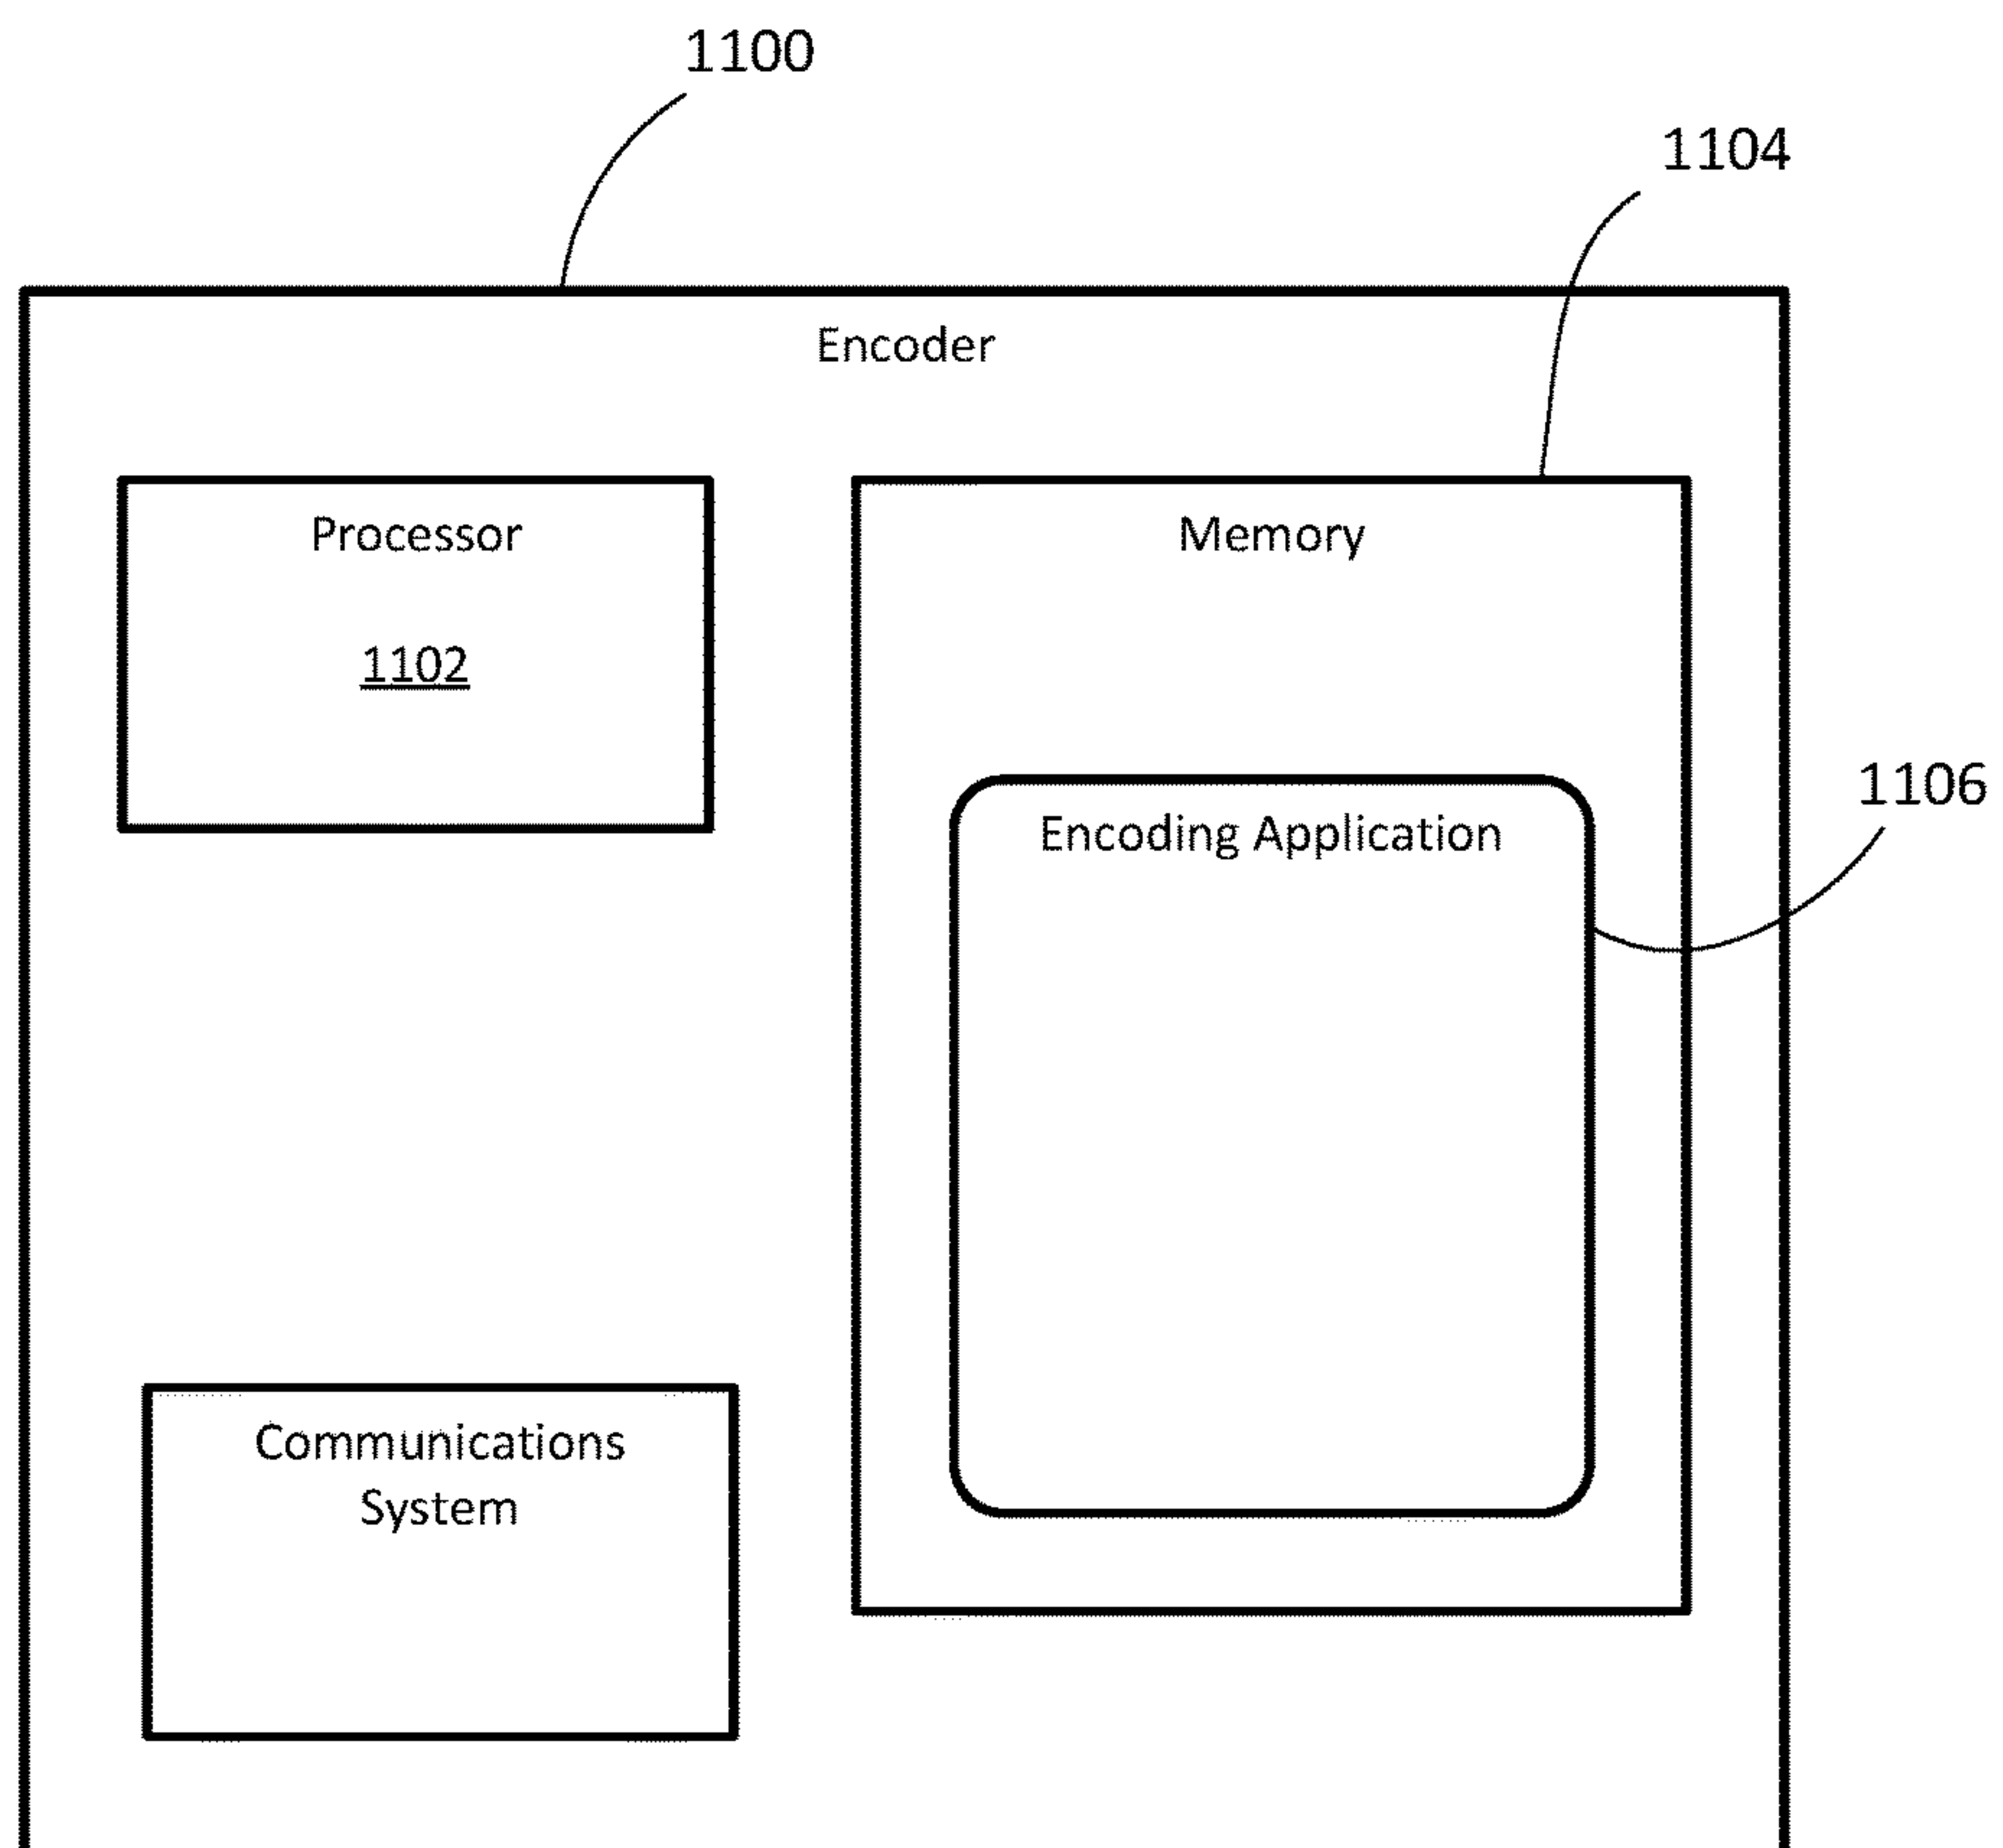 1100
1104
Encoder
Processor
1102
Memory
1106
Encoding Application
Communications
System